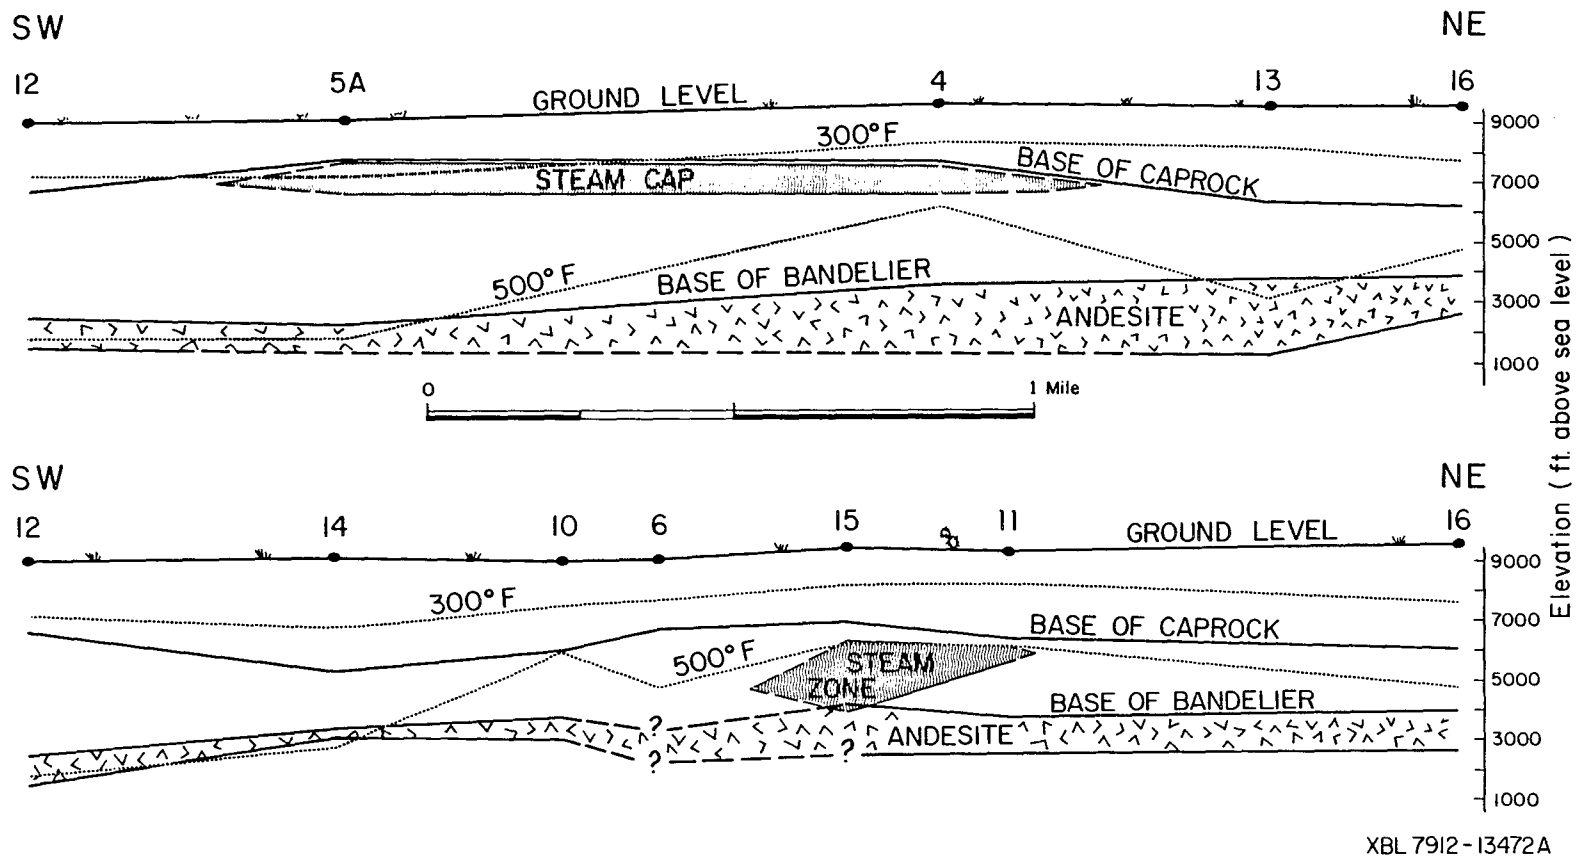 SW NE
12 5A 4 13 16
GROUND LEVEL
9000
300°F
BASE OF CAPROCK
STEAM CAP
7000
5000
500°F
BASE OF BANDELIER
3000
ANDESITE
1000
0 1 Mile
Elevation (ft. above sea level)
SW NE
12 14 10 6 15 11 16
GROUND LEVEL
9000
300°F
7000
BASE OF CAPROCK
500°F
STEAM
ZONE
5000
BASE OF BANDELIER
?
ANDESITE
3000
? ?
1000
XBL 7912-13472A